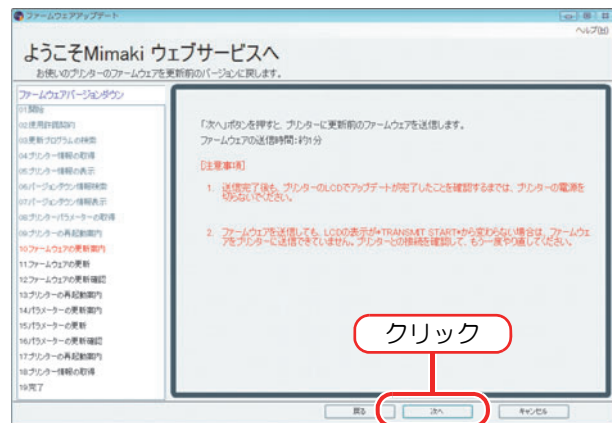 ファームウェアアップデート
ヘルプ(H)
ようこそMimaki ウェブサービスへ
お使いのプリンターのファームウェアを更新前のバージョンに戻します。
ファームウェアバージョンダウン
01.開始
02.使用許諾契約
03.更新プログラムの検索
04.プリンター情報の取得
05.プリンター情報の表示
06.バージョンダウン情報検索
07.バージョンダウン情報表示
08.プリンターパラメーターの取得
09.プリンターの再起動案内
10.ファームウェアの更新案内
11.ファームウェアの更新
12.ファームウェアの更新確認
13.プリンターの再起動案内
14.パラメーターの更新案内
15.パラメーターの更新
16.パラメーターの更新確認
17.プリンターの再起動案内
18.プリンター情報の取得
19.完了
「次へ」ボタンを押すと、プリンターに更新前のファームウェアを送信します。
ファームウェアの送信時間:約1分
[注意事項]
1. 送信完了後も、プリンターのLCDでアップデートが完了したことを確認するまでは、プリンターの電源を
切らないでください。
2. ファームウェアを送信しても、LCDの表示が*TRANSMIT START*から変わらない場合は、ファームウェ
アをプリンターに送信できていません。プリンターとの接続を確認して、もう一度やり直してください。
クリック
戻る
次へ
キャンセル